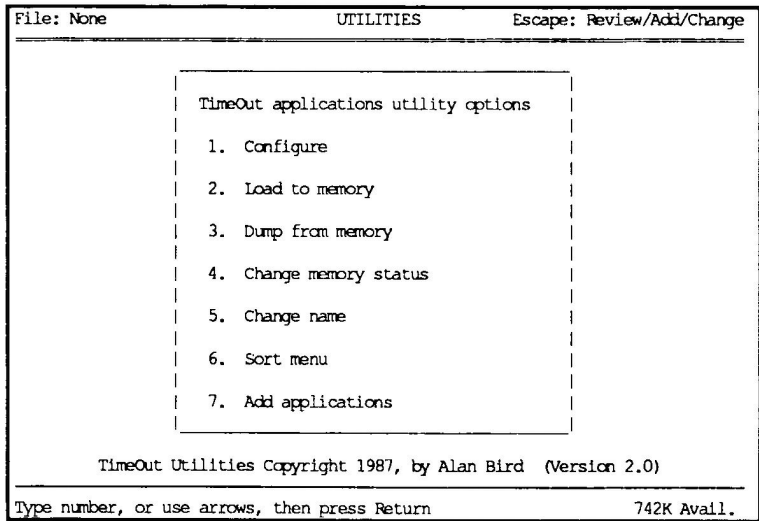 File: None UTILITIES Escape: Review/Add/Change
TimeOut applications utility options
1. Configure
2. Load to memory
3. Dump from memory
4. Change memory status
5. Change name
6. Sort menu
7. Add applications
TimeOut Utilities Copyright 1987, by Alan Bird (Version 2.0)
Type number, or use arrows, then press Return 742K Avail.